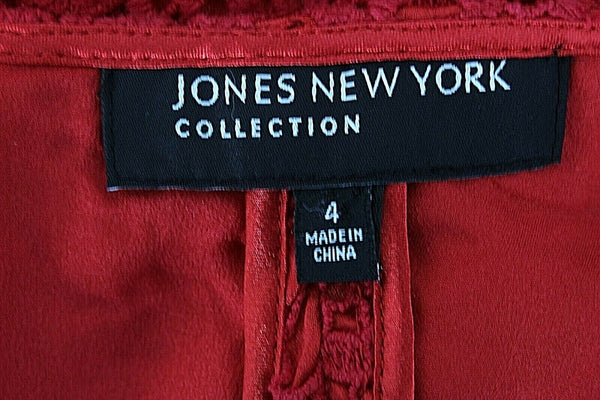 JONES NEW YORK
COLLECTION
4
MADE IN
CHINA